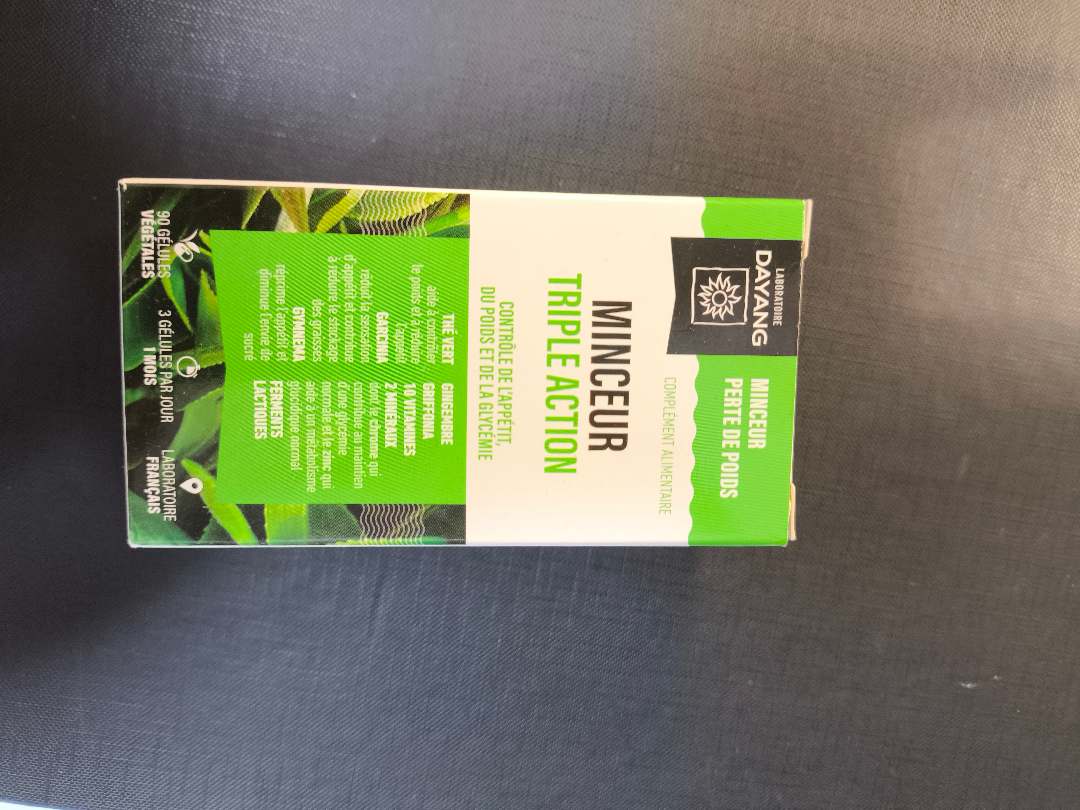 LABORATOIRE
DAYANG
MINCEUR
PERTE DE POIDS
COMPLÉMENT ALIMENTAIRE
MINCEUR
TRIPLE ACTION
CONTRÔLE DE L'APPÉTIT,
DU POIDS ET DE LA GLYCÉMIE
THÉ VERT
aide à contrôler
le poids et à réduire
l'appétit
GARCINIA
réduit la sensation
d'appétit et contribue
à réduire le stockage
des graisses
GYMNEMA
réprime l'appétit et
diminue l'envie de
sucré
GINGEMBRE
GRIFFONIA
10 VITAMINES
2 MINERAUX
dont le chrome qui
contribue au maintien
d'une glycémie
normale et le zinc qui
aide à un métabolisme
glucidique normal
FERMENTS
LACTIQUES
90 GÉLULES
VÉGÉTALES
3 GÉLULES PAR JOUR
1 MOIS
LABORATOIRE
FRANÇAIS